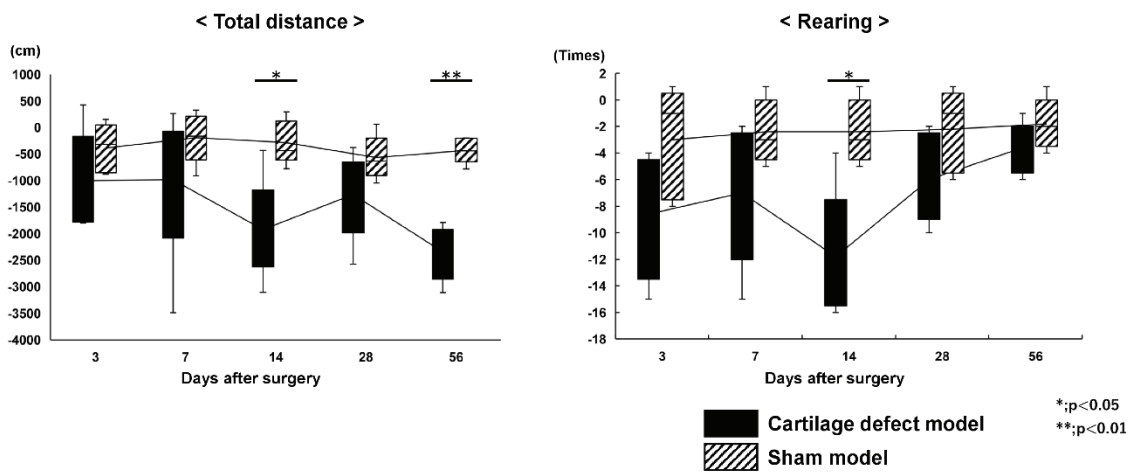 < Total distance >
(cm)
1000
500
0
-500
-1000
-1500
-2000
-2500
-3000
-3500
-4000
* **
3 7 14 28 56
Days after surgery
< Rearing >
(Times)
2
0
-2
-4
-6
-8
-10
-12
-14
-16
-18
*
3 7 14 28 56
Days after surgery
Cartilage defect model
Sham model
*;p<0.05
**;p<0.01